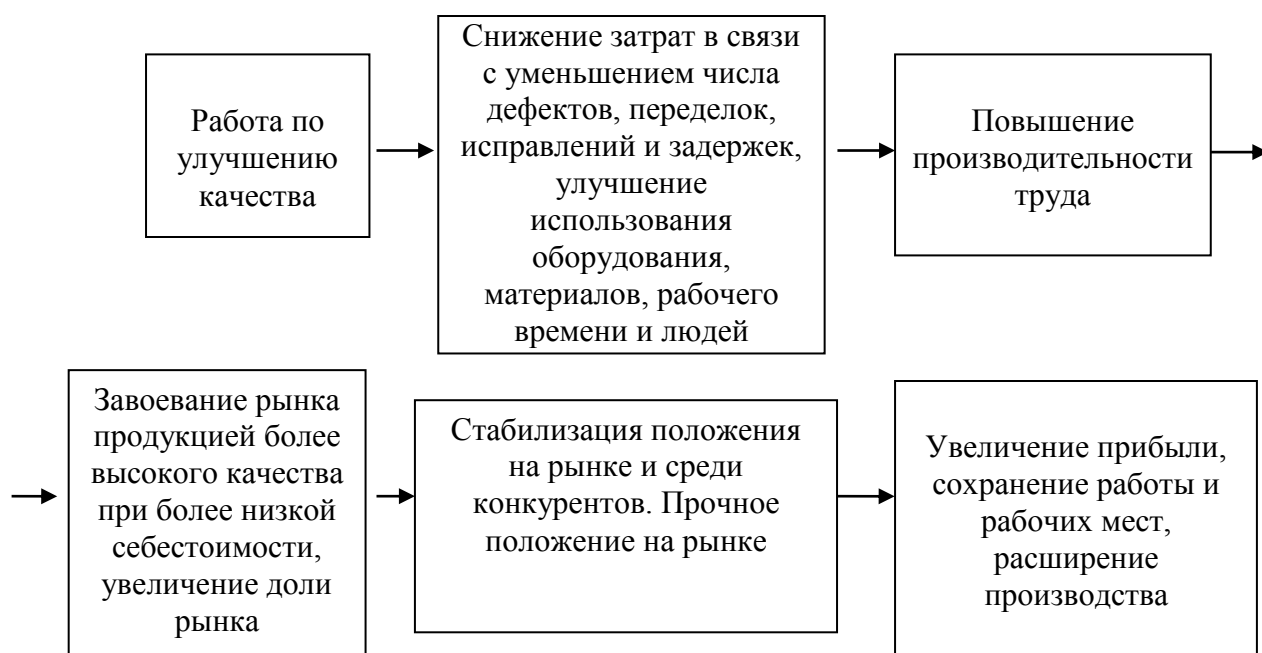 Работа по
улучшению
качества
Снижение затрат в связи
с уменьшением числа
дефектов, переделок,
исправлений и задержек,
улучшение
использования
оборудования,
материалов, рабочего
времени и людей
Повышение
производительности
труда
Завоевание рынка
продукцией более
высокого качества
при более низкой
себестоимости,
увеличение доли
рынка
Стабилизация положения
на рынке и среди
конкурентов. Прочное
положение на рынке
Увеличение прибыли,
сохранение работы и
рабочих мест,
расширение
производства